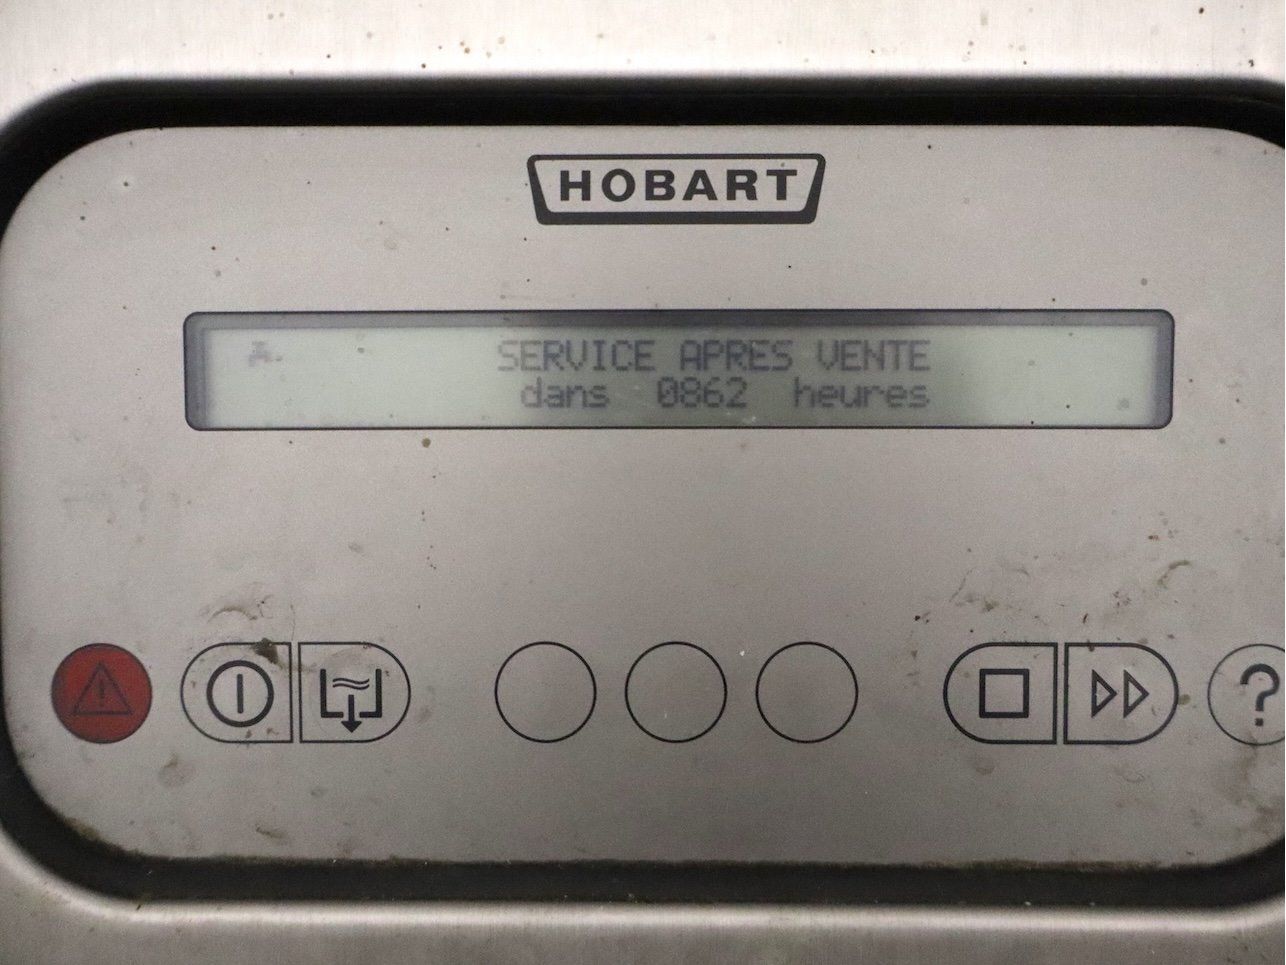 HOBART
SERVICE APRES VENTE
dans 0862 heures
?